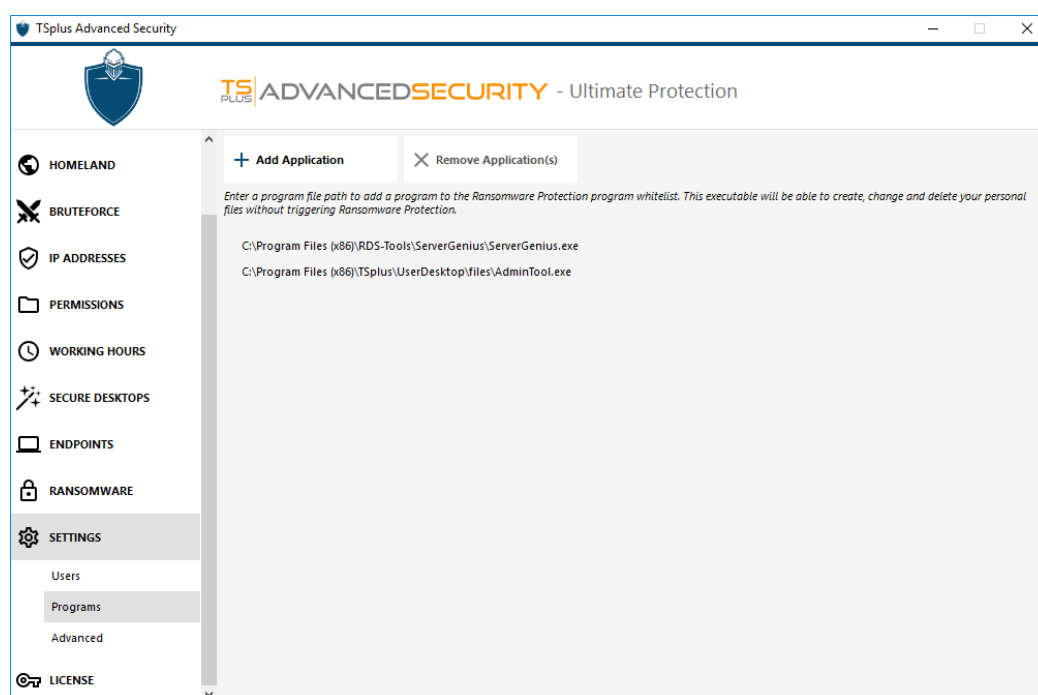 TSplus Advanced Security
TS PLUS ADVANCEDSECURITY - Ultimate Protection
HOMELAND
BRUTEFORCE
IP ADDRESSES
PERMISSIONS
WORKING HOURS
SECURE DESKTOPS
ENDPOINTS
RANSOMWARE
SETTINGS
Users
Programs
Advanced
LICENSE
Add Application
Remove Application(s)
Enter a program file path to add a program to the Ransomware Protection program whitelist. This executable will be able to create, change and delete your personal
files without triggering Ransomware Protection.
C:\Program Files (x86)\RDS-Tools\ServerGenius\ServerGenius.exe
C:\Program Files (x86)\TSplus\UserDesktop\files\AdminTool.exe